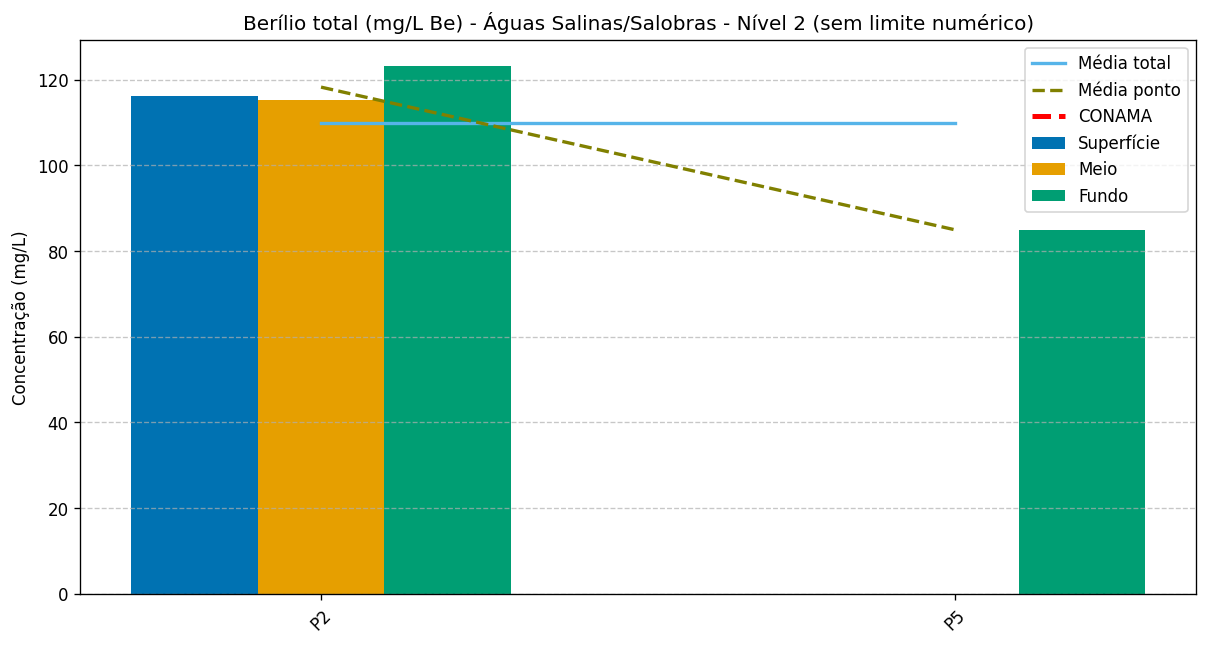 Berílio total (mg/L Be) - Águas Salinas/Salobras - Nível 2 (sem limite numérico)
Concentração (mg/L)
120
100
80
60
40
20
0
P2
P5
Média total
Média ponto
CONAMA
Superfície
Meio
Fundo